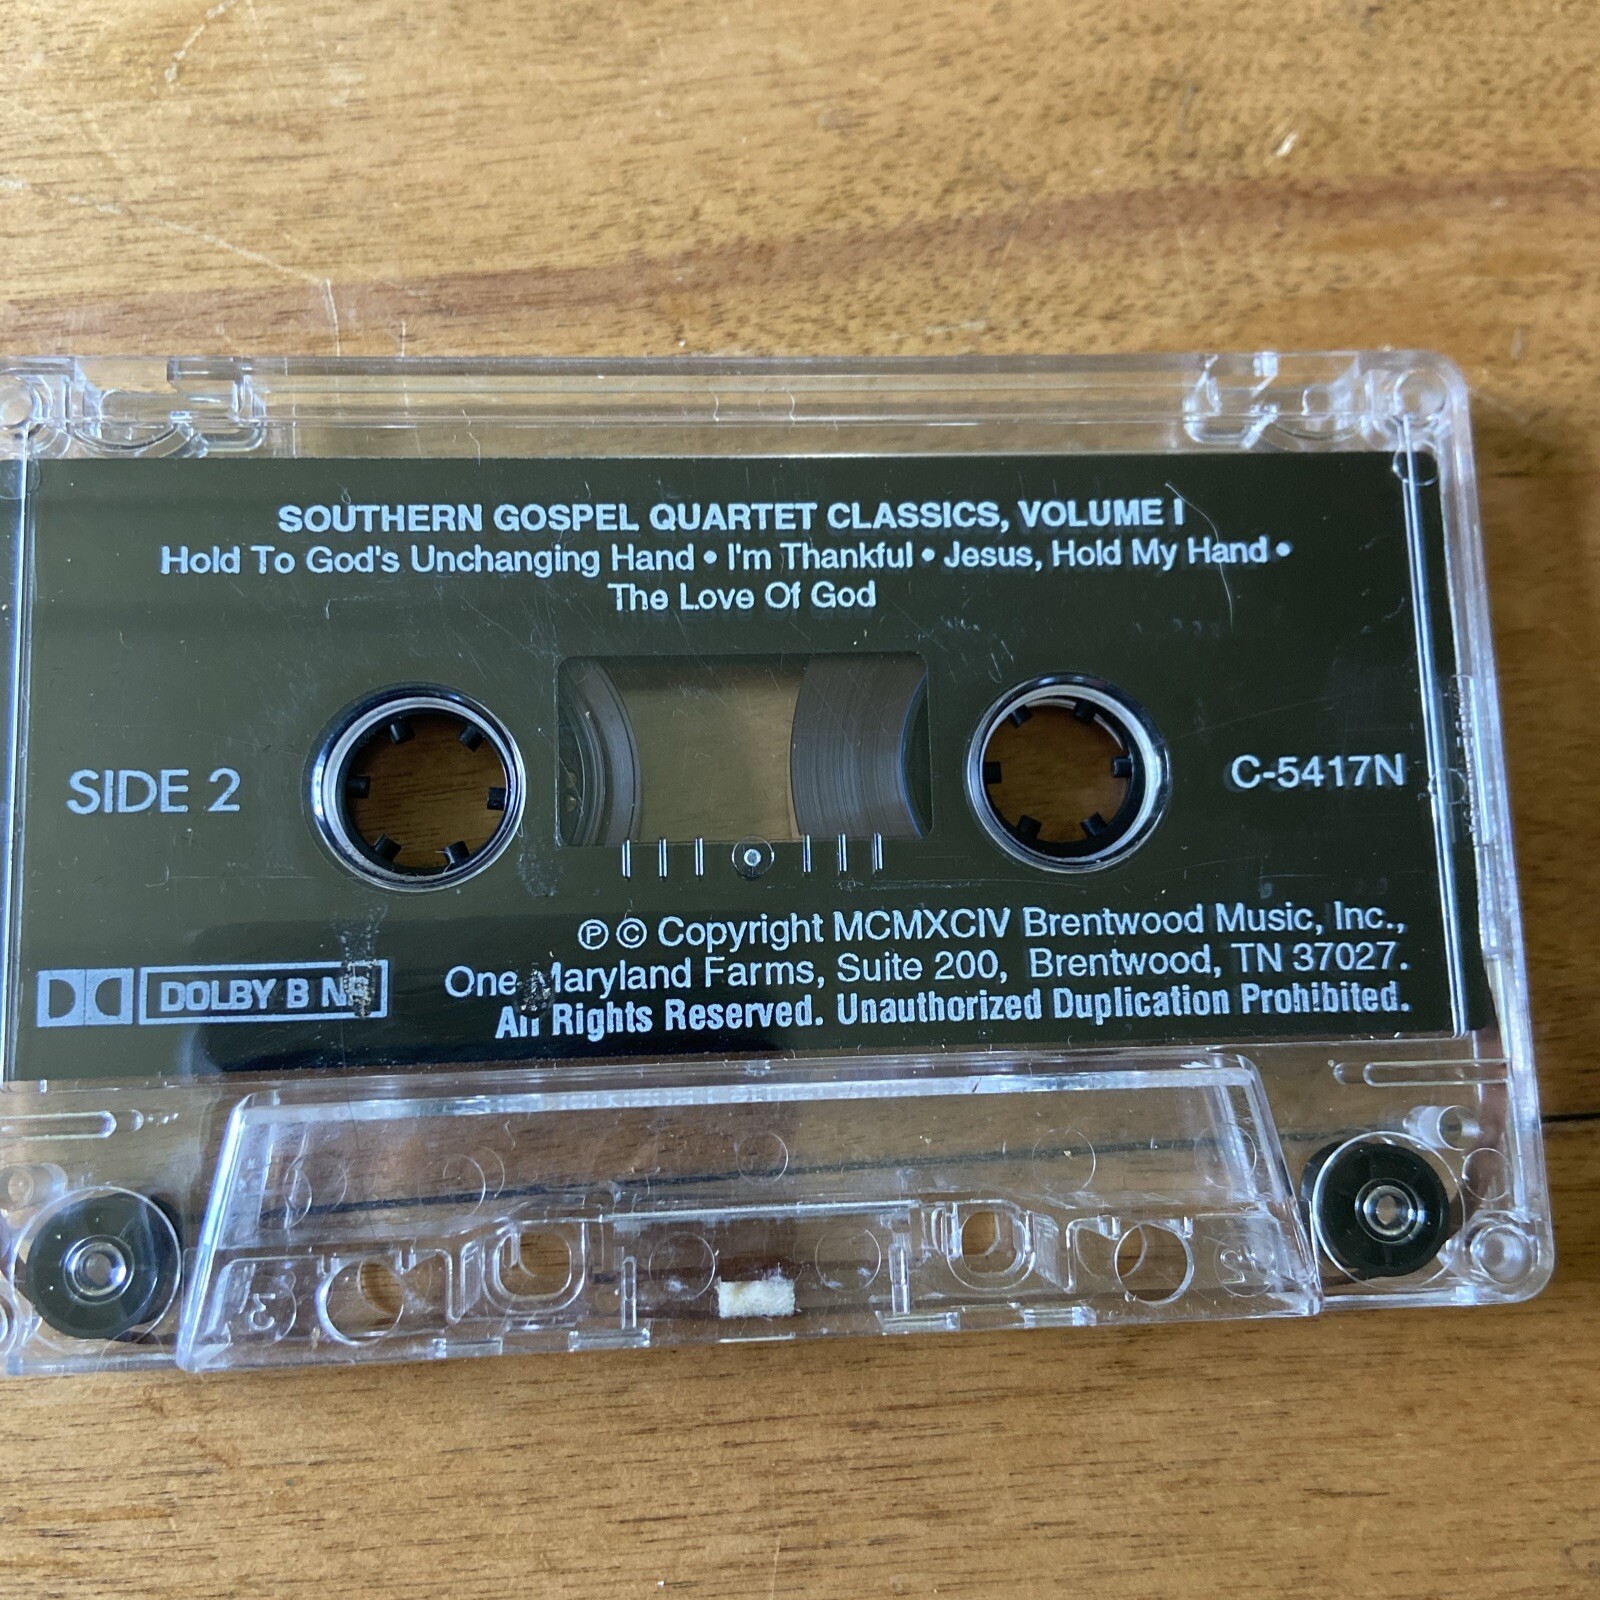 SOUTHERN GOSPEL QUARTET CLASSICS, VOLUME I
Hold To God's Unchanging Hand • I'm Thankful • Jesus, Hold My Hand •
The Love Of God
SIDE 2
C-5417N
℗ © Copyright MCMXCIV Brentwood Music, Inc.,
One Maryland Farms, Suite 200, Brentwood, TN 37027.
All Rights Reserved. Unauthorized Duplication Prohibited.
DOLBY B NR